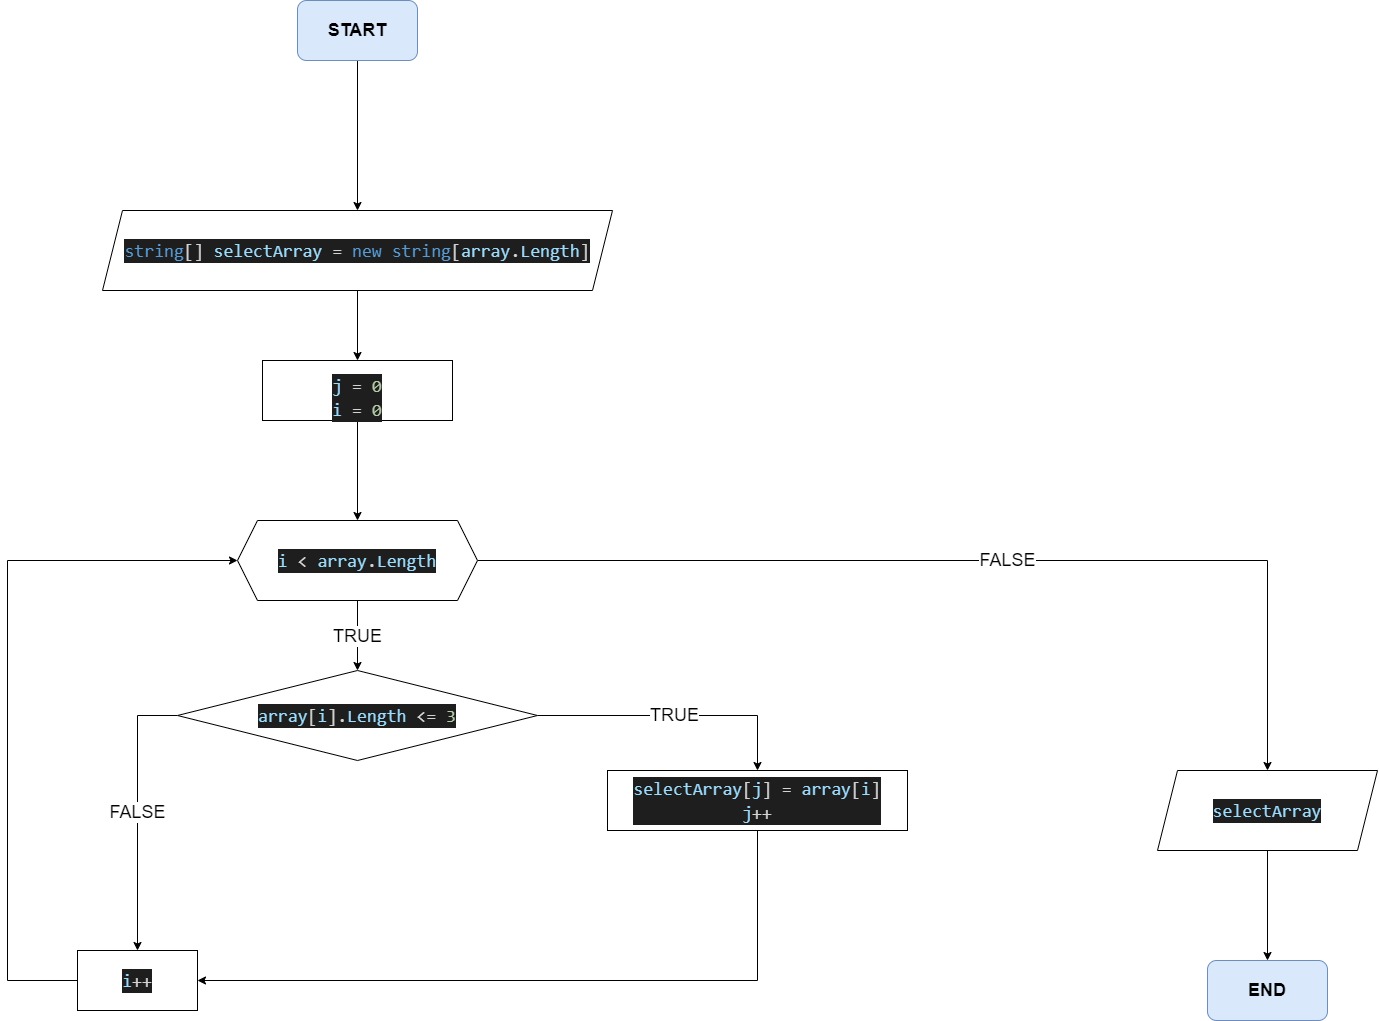 START
string[] selectArray = new string[array.Length]
j = 0
i = 0
i < array.Length
FALSE
TRUE
array[i].Length <= 3
TRUE
FALSE
selectArray[j] = array[i]
j++
selectArray
i++
END